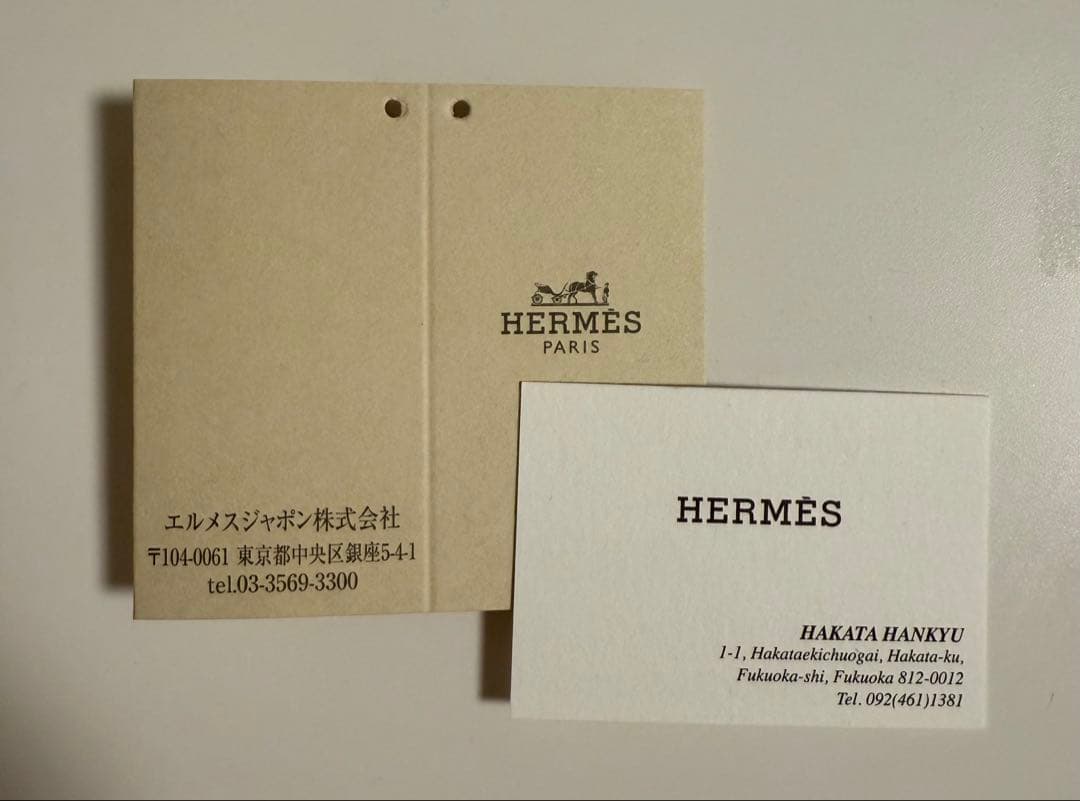 HERMÈS
PARIS
エルメスジャポン株式会社
〒104-0061 東京都中央区銀座5-4-1
tel.03-3569-3300
HERMÈS
HAKATA HANKYU
1-1, Hakataekichuogai, Hakata-ku,
Fukuoka-shi, Fukuoka 812-0012
Tel. 092(461)1381